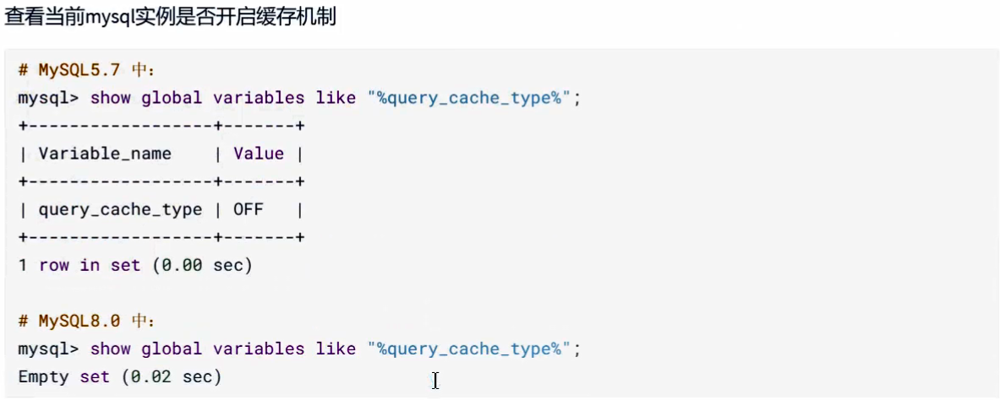 查看当前mysql实例是否开启缓存机制
# MySQL5.7 中:
mysql> show global variables like "%query_cache_type%";
+------------------+-------+
| Variable_name    | Value |
+------------------+-------+
| query_cache_type | OFF   |
+------------------+-------+
1 row in set (0.00 sec)
# MySQL8.0 中:
mysql> show global variables like "%query_cache_type%";
Empty set (0.02 sec)